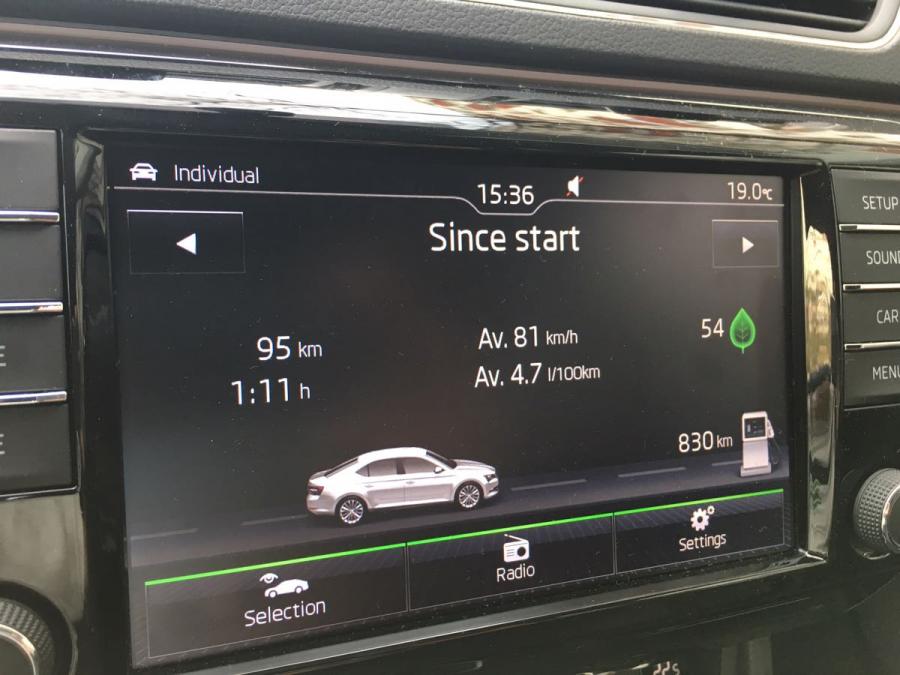 Individual
15:36
19.0°C
Since start
95 km
1:11 h
Av. 81 km/h
Av. 4.7 l/100km
54
830 km
Selection
Radio
Settings
SETUP
SOUND
CAR
MENU
E
E